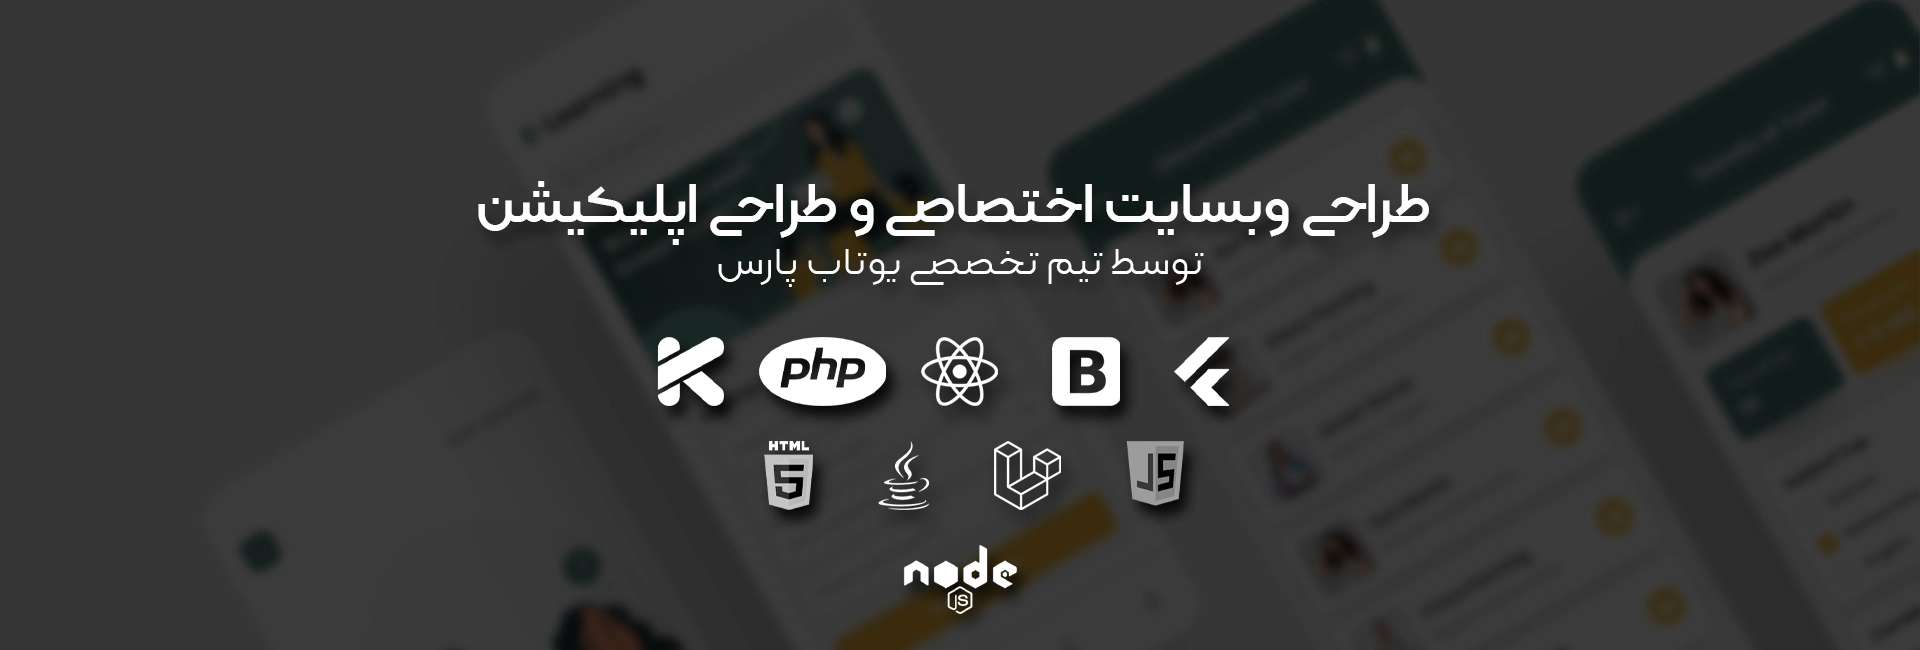 طراحی وبسایت اختصاصی و طراحی اپلیکیشن
توسط تیم تخصصی یوتاب پارس
php
B
HTML
5
JS
node
JS